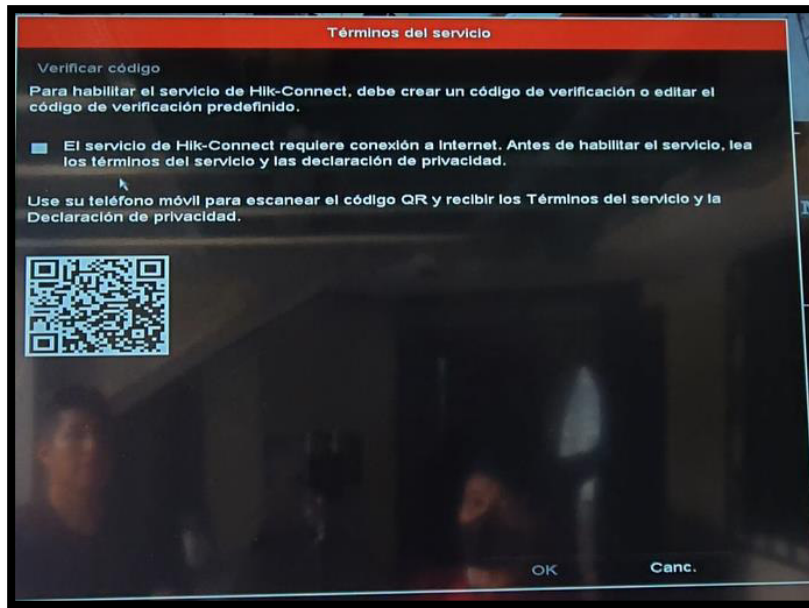 Términos del servicio
Verificar código
Para habilitar el servicio de Hik-Connect, debe crear un código de verificación o editar el
código de verificación predefinido.
El servicio de Hik-Connect requiere conexión a Internet. Antes de habilitar el servicio, lea
los términos del servicio y las declaración de privacidad.
Use su teléfono móvil para escanear el código QR y recibir los Términos del servicio y la
Declaración de privacidad.
OK
Canc.